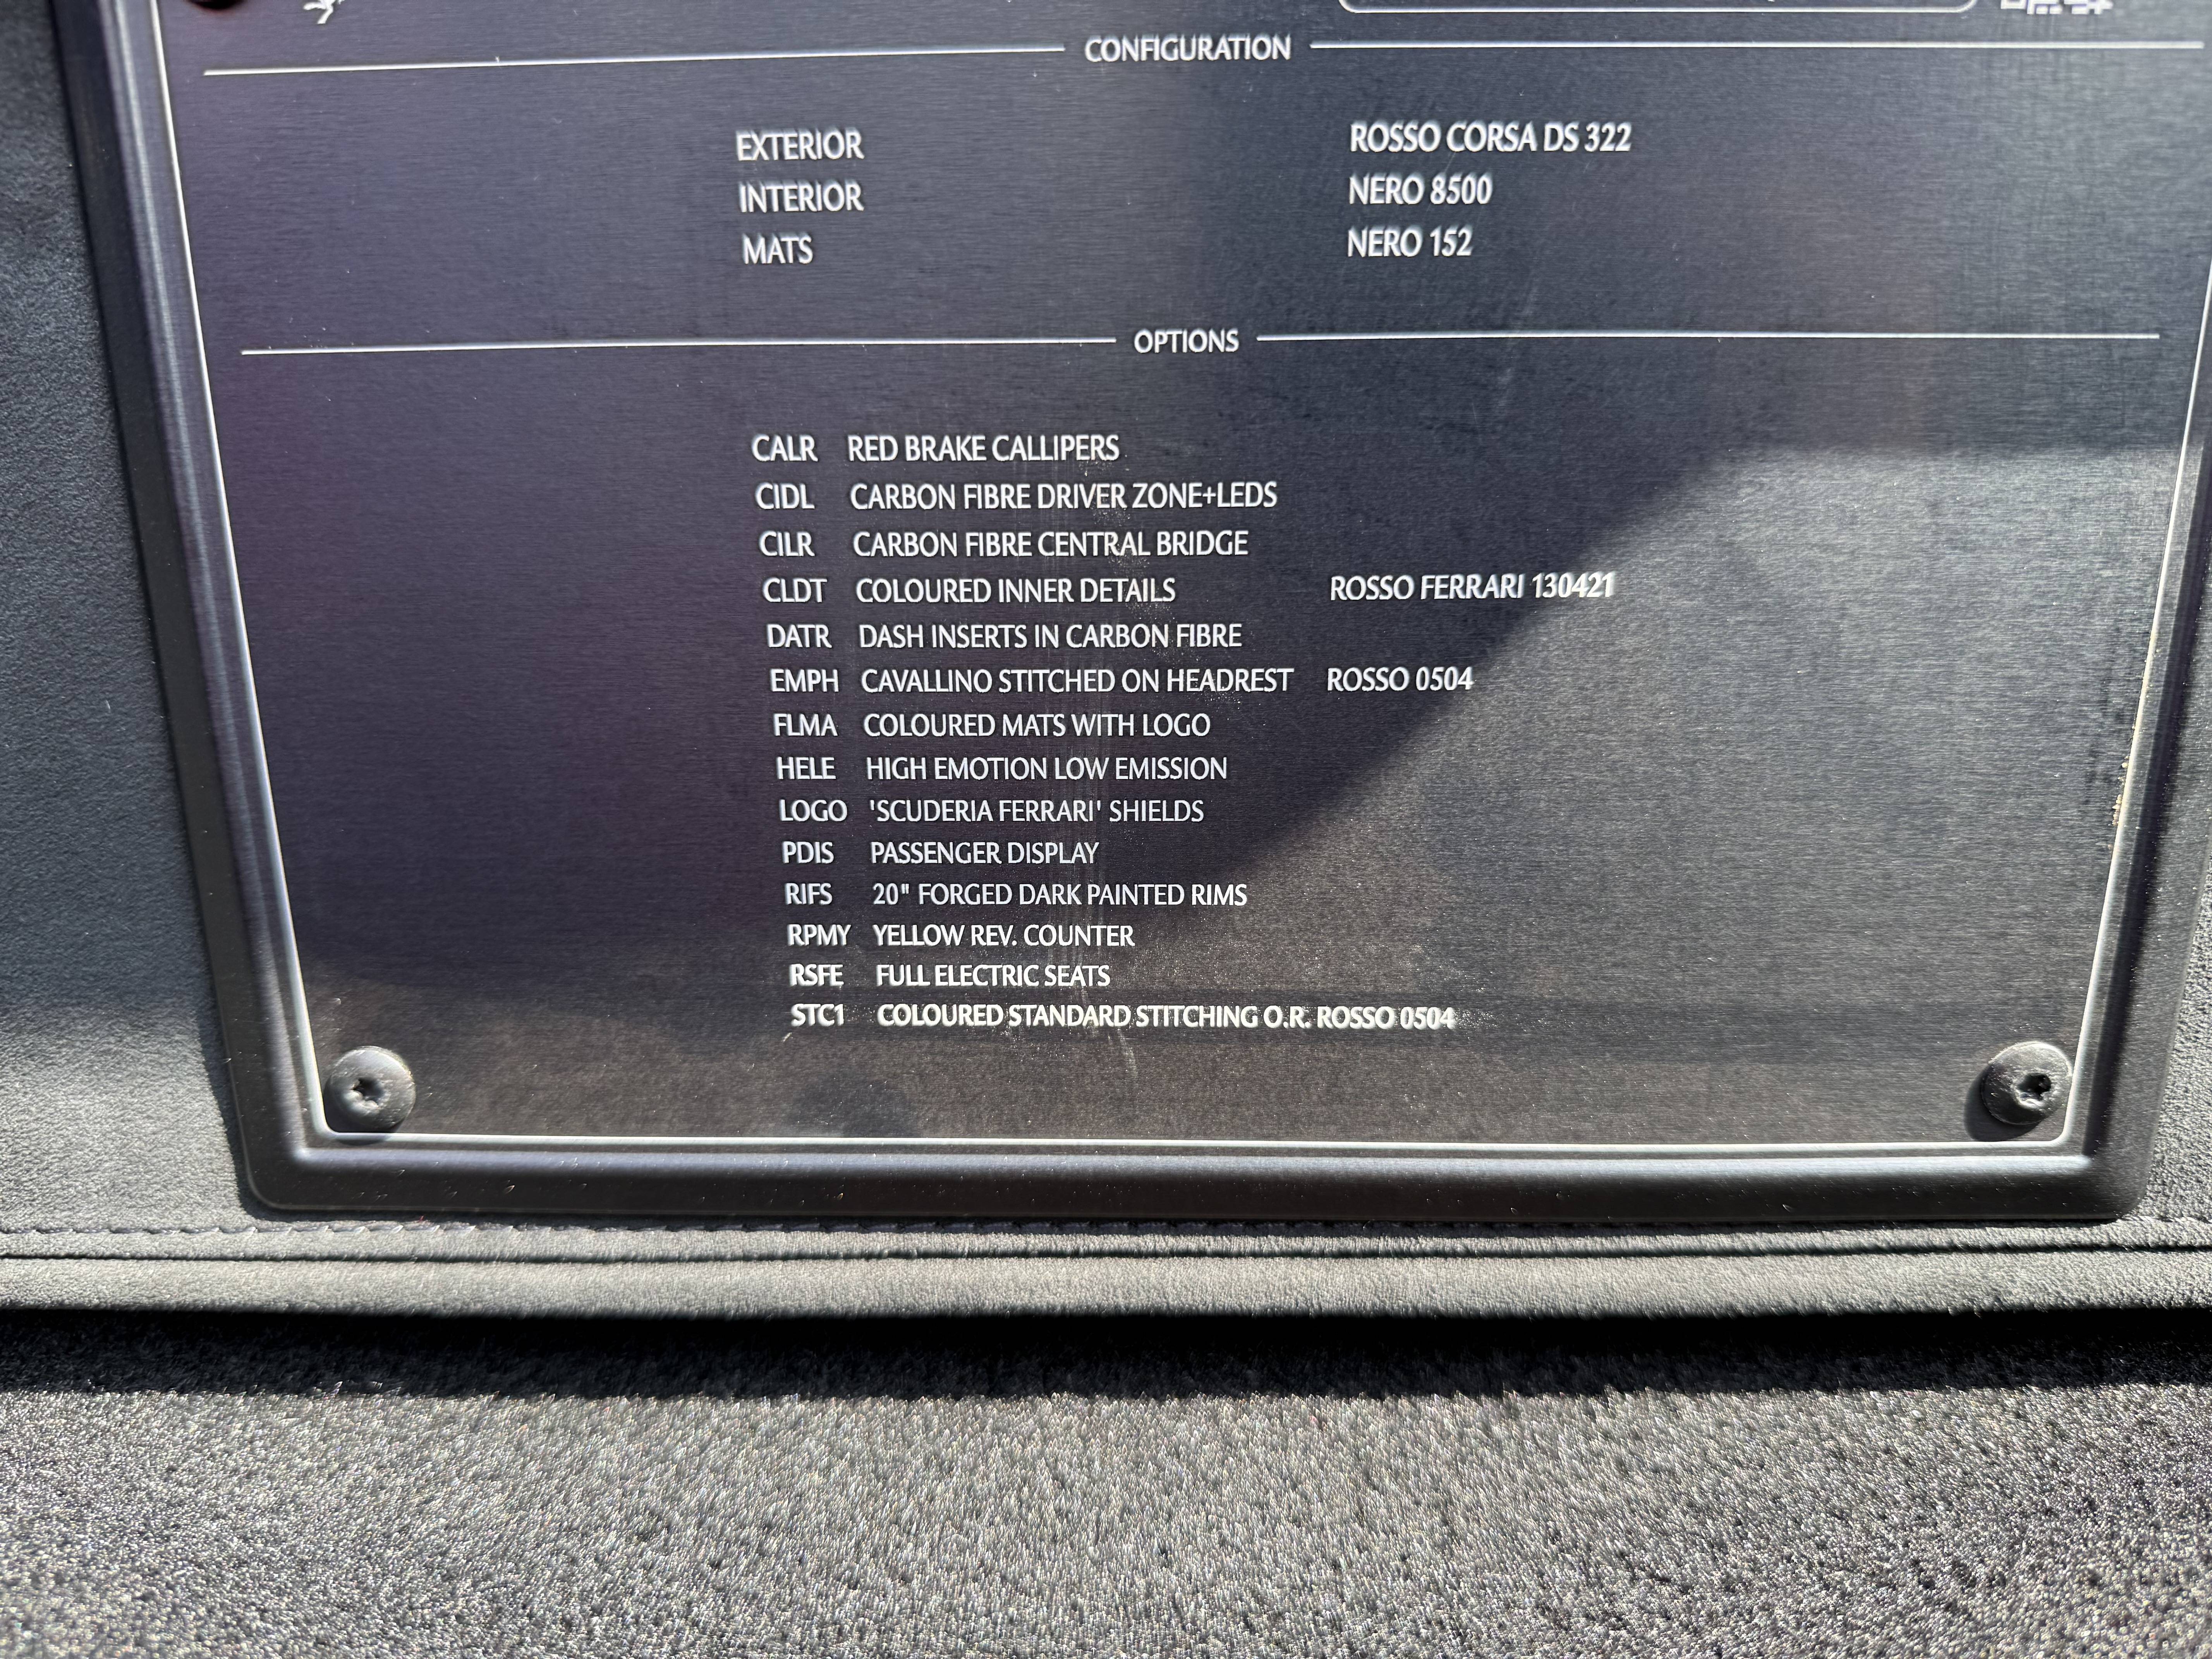 CONFIGURATION
EXTERIOR ROSSO CORSA DS 322
INTERIOR NERO 8500
MATS NERO 152
OPTIONS
CALR RED BRAKE CALLIPERS
CIDL CARBON FIBRE DRIVER ZONE+LEDS
CILR CARBON FIBRE CENTRAL BRIDGE
CLDT COLOURED INNER DETAILS ROSSO FERRARI 130421
DATR DASH INSERTS IN CARBON FIBRE
EMPH CAVALLINO STITCHED ON HEADREST ROSSO 0504
FLMA COLOURED MATS WITH LOGO
HELE HIGH EMOTION LOW EMISSION
LOGO 'SCUDERIA FERRARI' SHIELDS
PDIS PASSENGER DISPLAY
RIFS 20" FORGED DARK PAINTED RIMS
RPMY YELLOW REV. COUNTER
RSFE FULL ELECTRIC SEATS
STC1 COLOURED STANDARD STITCHING O.R. ROSSO 0504